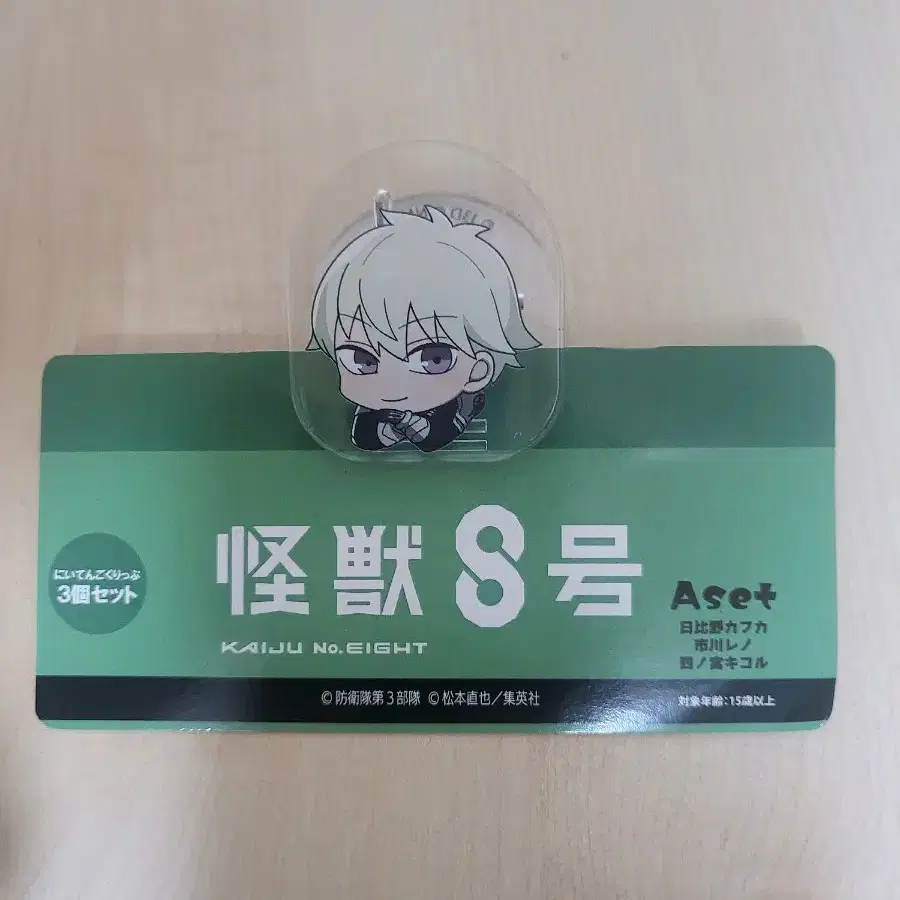 にいてんごくりっぷ
3個セット
怪獣8号
KAIJU No.EIGHT
Aset
日比野カフカ
市川レノ
四ノ宮キコル
© 防衛隊第3部隊 © 松本直也／集英社
対象年齢:15歳以上